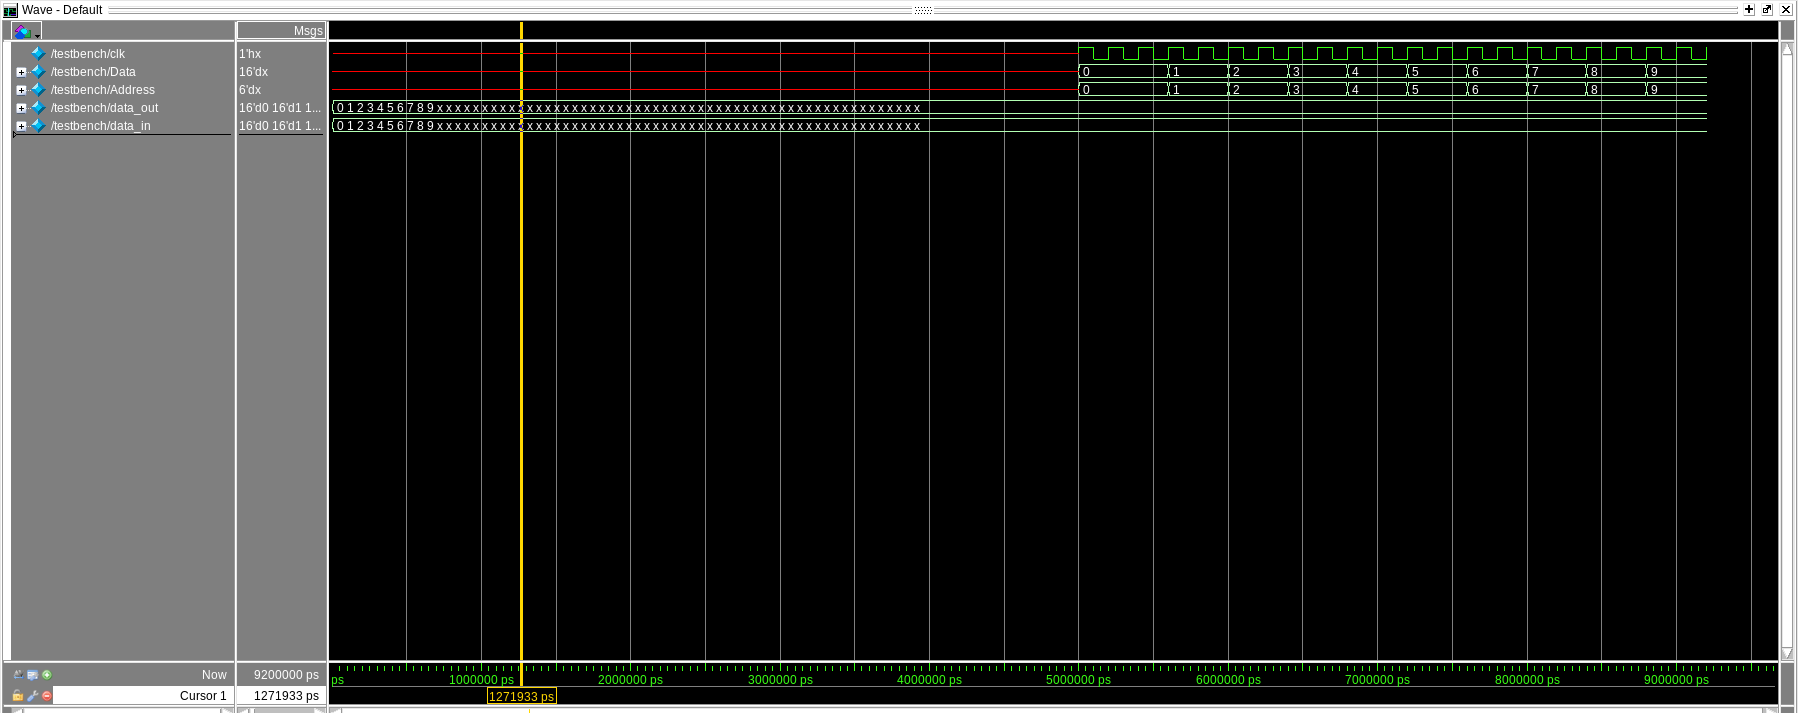 Wave - Default
Msgs
/testbench/clk 1'hx
/testbench/Data 16'dx 0 1 2 3 4 5 6 7 8 9
/testbench/Address 6'dx 0 1 2 3 4 5 6 7 8 9
/testbench/data_out 16'd0 16'd1 1... 0 1 2 3 4 5 6 7 8 9 x x x x x x x x x x x x x x x x x x x x x x x x x x x x x x x x x x x x x x x x x x x x x x x x x x x x x x
/testbench/data_in 16'd0 16'd1 1... 0 1 2 3 4 5 6 7 8 9 x x x x x x x x x x x x x x x x x x x x x x x x x x x x x x x x x x x x x x x x x x x x x x x x x x x x x x
Now 9200000 ps ps 1000000 ps 2000000 ps 3000000 ps 4000000 ps 5000000 ps 6000000 ps 7000000 ps 8000000 ps 9000000 ps
Cursor 1 1271933 ps 1271933 ps